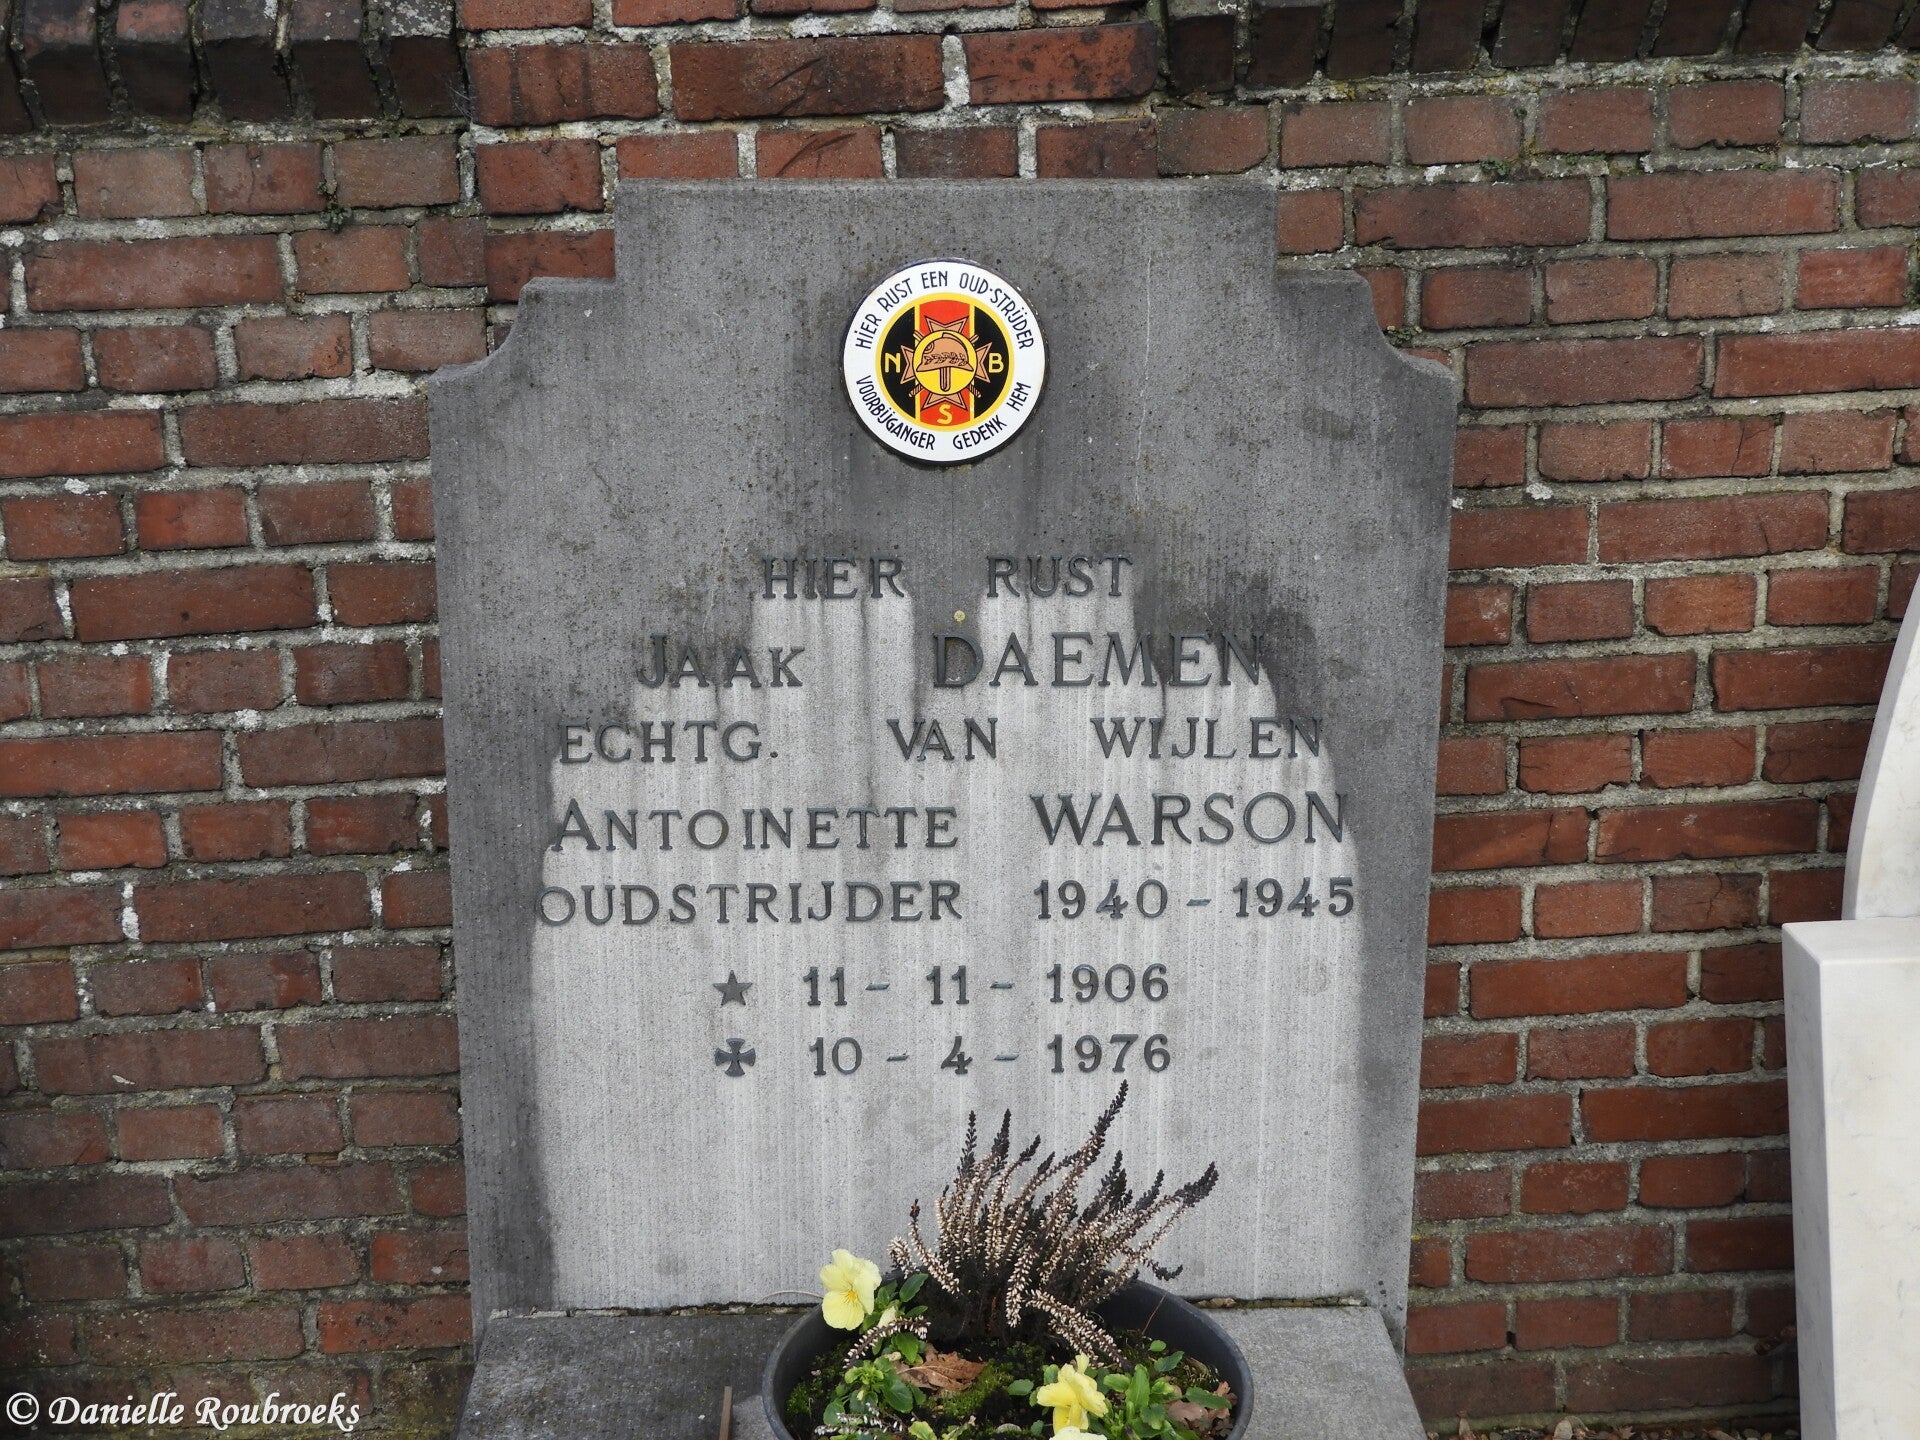 HIER RUST EEN OUD-STRIJDER
N B
S
VOORBIJGANGER GEDENK HEM
HIER RUST
JAAK DAEMEN
ECHTG. VAN WIJLEN
ANTOINETTE WARSON
OUDSTRIJDER 1940-1945
★ 11-11-1906
✠ 10-4-1976
© Danielle Roubroeks